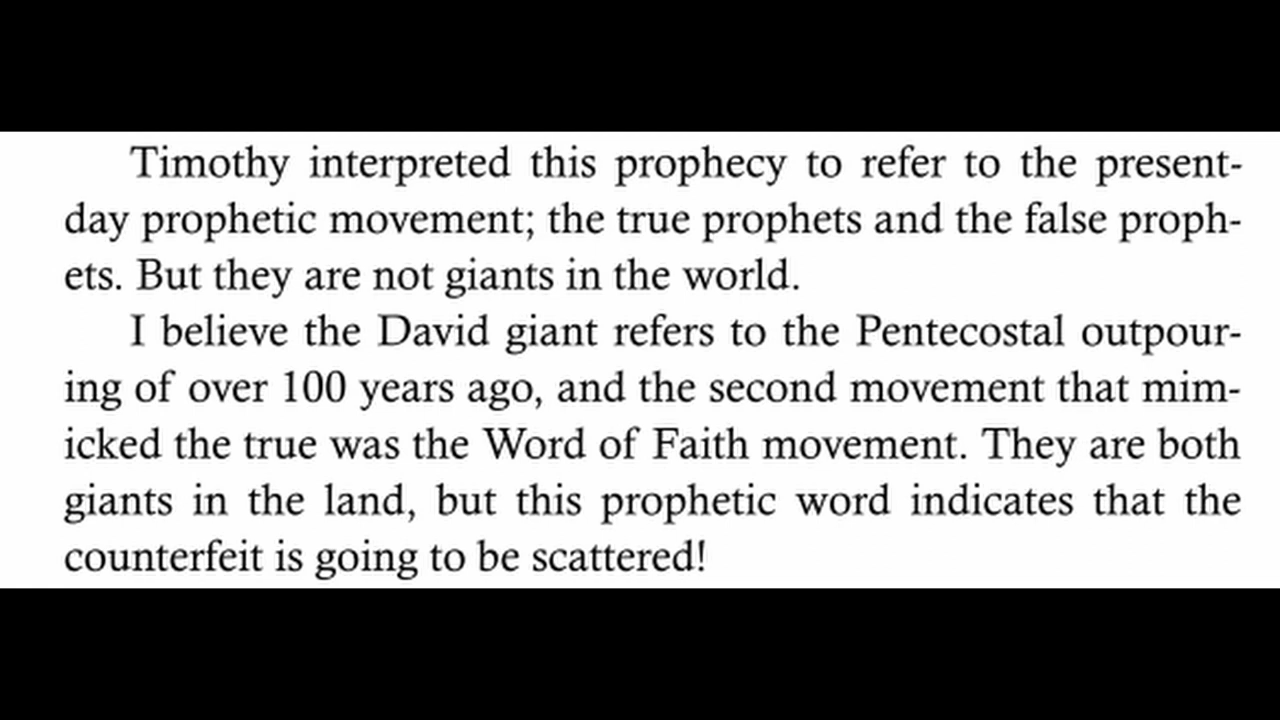 Timothy interpreted this prophecy to refer to the present-
day prophetic movement; the true prophets and the false proph-
ets. But they are not giants in the world.
I believe the David giant refers to the Pentecostal outpour-
ing of over 100 years ago, and the second movement that mim-
icked the true was the Word of Faith movement. They are both
giants in the land, but this prophetic word indicates that the
counterfeit is going to be scattered!